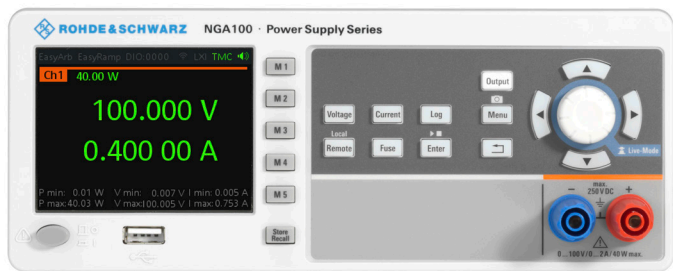 ROHDE&SCHWARZ NGA100 · Power Supply Series
EasyArb EasyRamp DIO:0000 LXI TMC
Ch1 40.00 W
100.000 V
0.400 00 A
P min: 0.01 W V min: 0.007 V I min: 0.005 A
P max: 40.03 W V max: 100.005 V I max: 0.753 A
M 1
M 2
M 3
M 4
M 5
Store
Recall
Output
Voltage Current Log Menu
Local
Remote Fuse Enter
Live-Mode
max.
250 V DC
− +
0...100 V/0...2 A/40 W max.